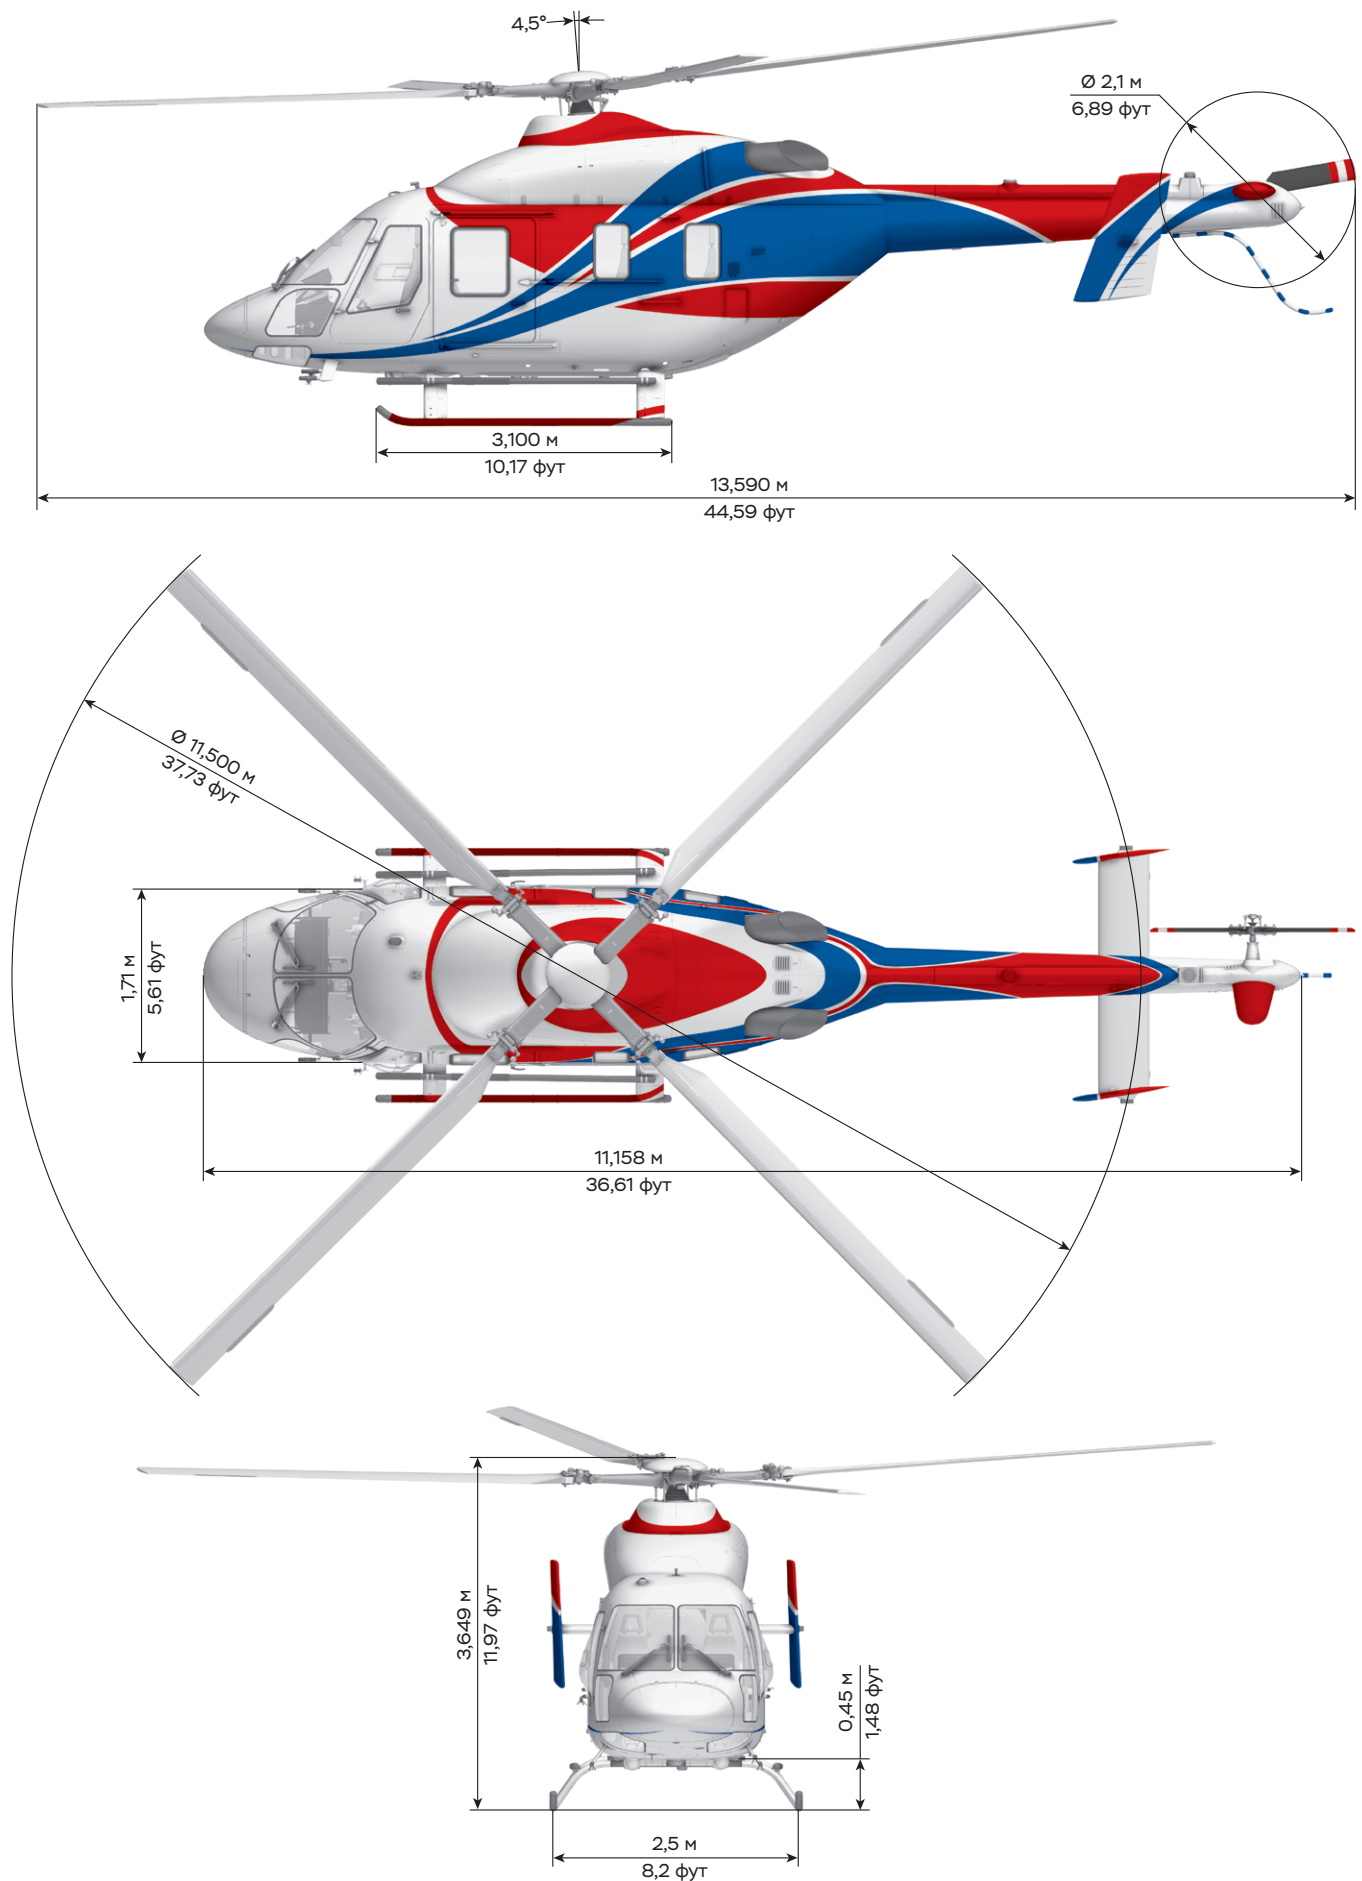 4,5°
Ø 2,1 м
6,89 фут
3,100 м
10,17 фут
13,590 м
44,59 фут
Ø 11,500 м
37,73 фут
1,71 м
5,61 фут
11,158 м
36,61 фут
3,649 м
11,97 фут
0,45 м
1,48 фут
2,5 м
8,2 фут